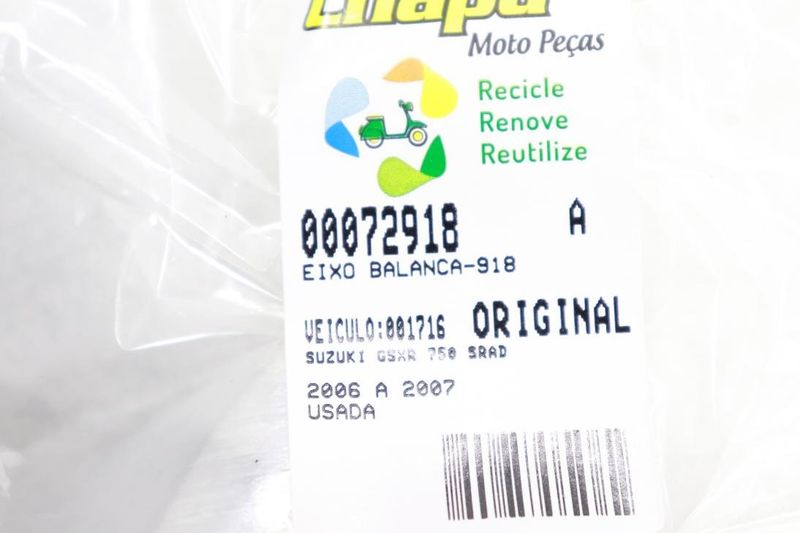 Chapa
Moto Peças
Recicle
Renove
Reutilize
00072918 A
EIXO BALANCA-918
VEICULO:001716 ORIGINAL
SUZUKI GSXR 750 SRAD
2006 A 2007
USADA